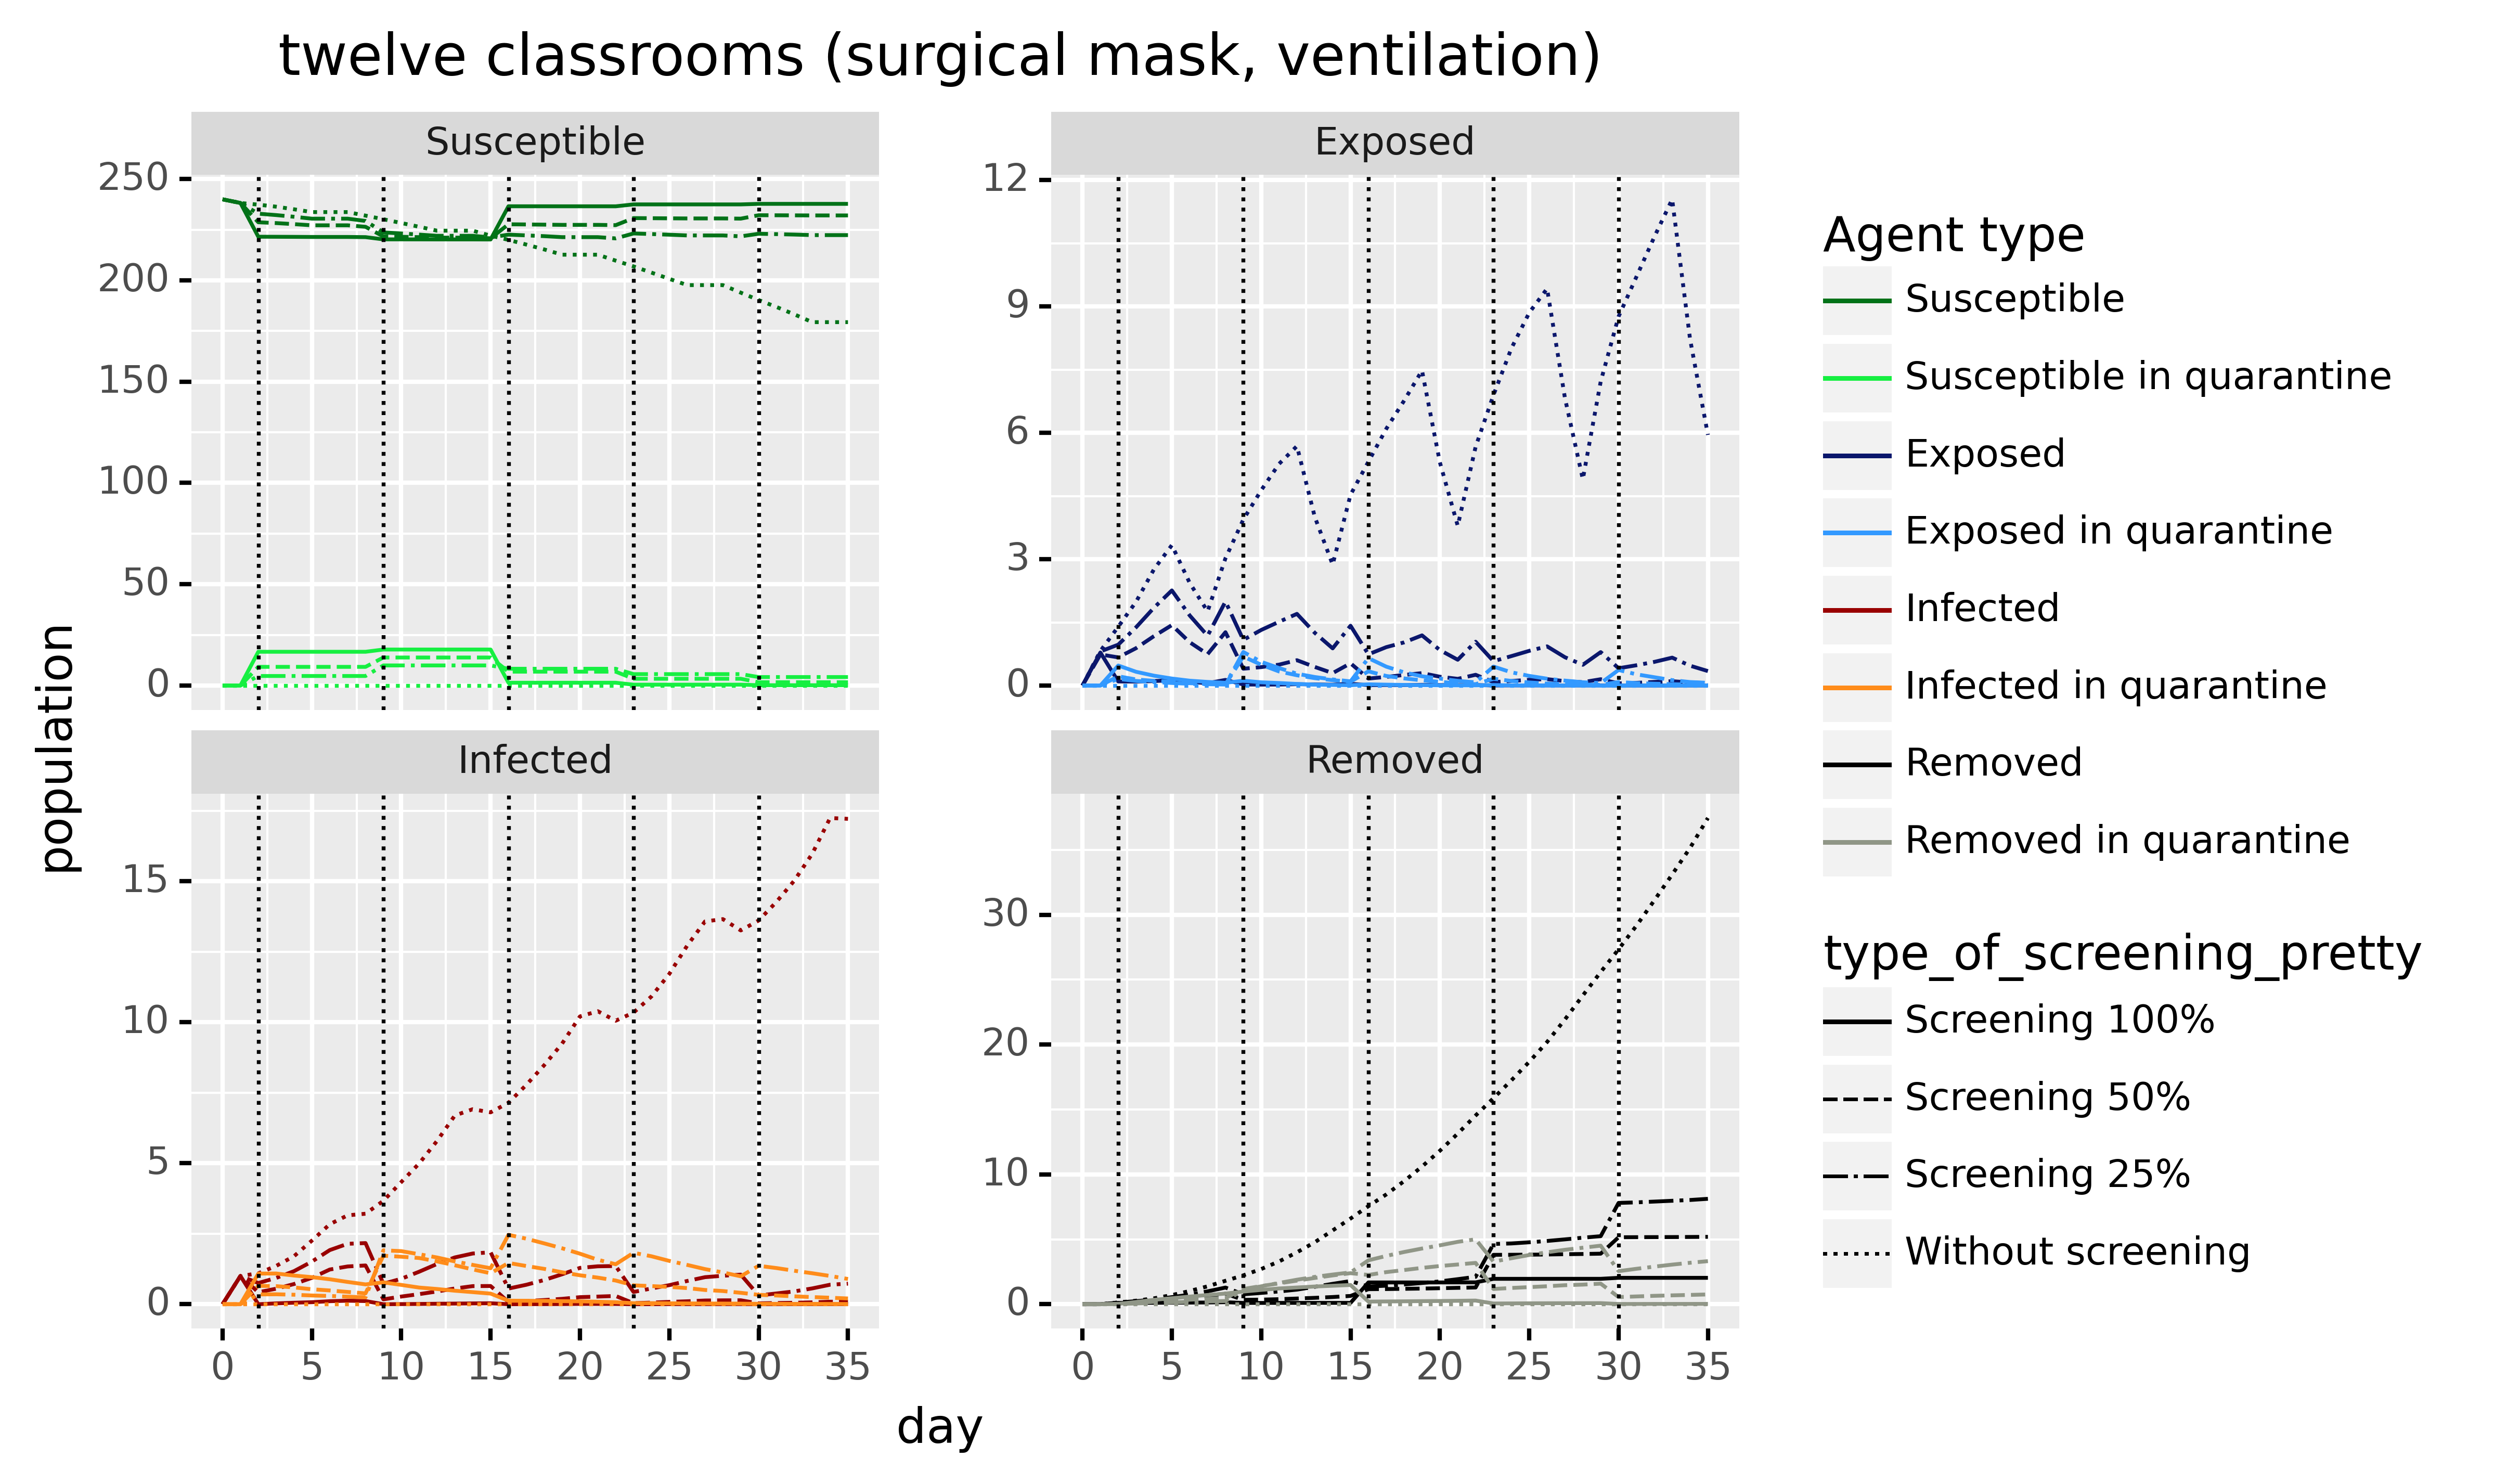 twelve classrooms (surgical mask, ventilation)
Susceptible
Exposed
250
200
150
100
50
0
12
9
6
3
0
population
Infected
Removed
15
10
5
0
30
20
10
0
0 5 10 15 20 25 30 35
0 5 10 15 20 25 30 35
day
Agent type
Susceptible
Susceptible in quarantine
Exposed
Exposed in quarantine
Infected
Infected in quarantine
Removed
Removed in quarantine
type_of_screening_pretty
Screening 100%
Screening 50%
Screening 25%
Without screening